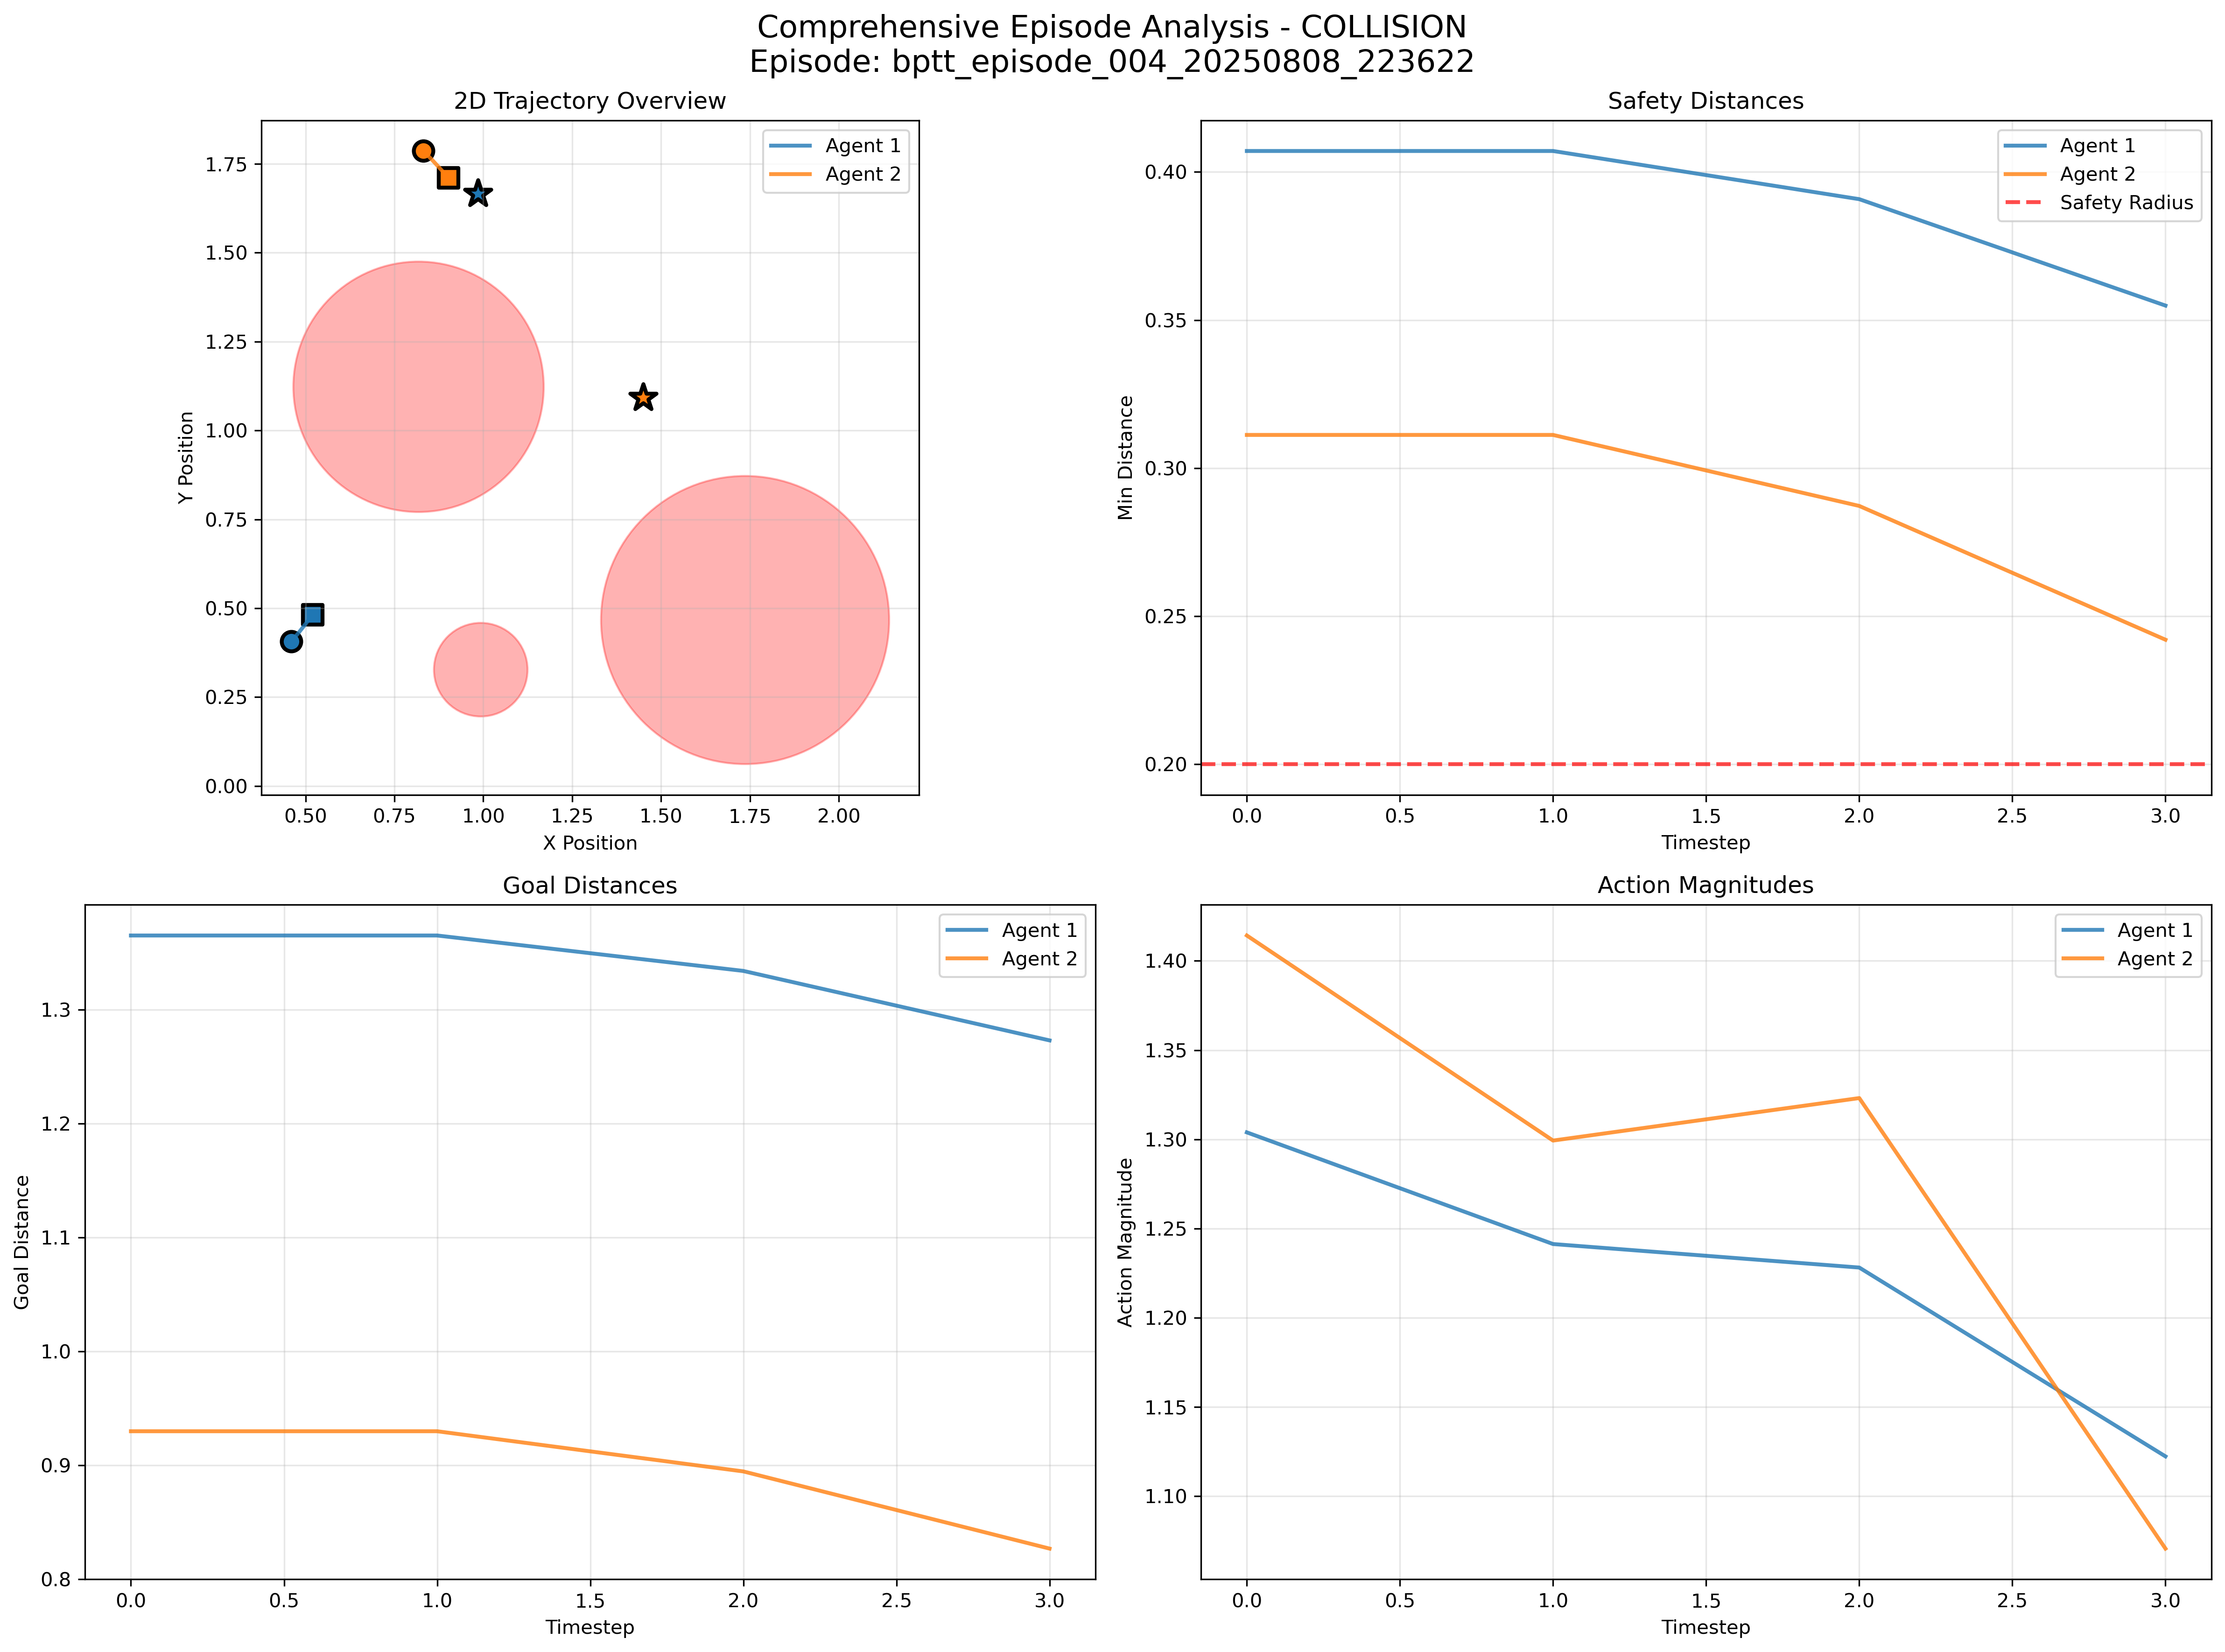 Comprehensive Episode Analysis - COLLISION
Episode: bptt_episode_004_20250808_223622
2D Trajectory Overview
Agent 1
Agent 2
Y Position
1.75
1.50
1.25
1.00
0.75
0.50
0.25
0.00
0.50 0.75 1.00 1.25 1.50 1.75 2.00
X Position
Safety Distances
Agent 1
Agent 2
Safety Radius
Min Distance
0.40
0.35
0.30
0.25
0.20
0.0 0.5 1.0 1.5 2.0 2.5 3.0
Timestep
Goal Distances
Agent 1
Agent 2
Goal Distance
1.3
1.2
1.1
1.0
0.9
0.8
0.0 0.5 1.0 1.5 2.0 2.5 3.0
Timestep
Action Magnitudes
Agent 1
Agent 2
Action Magnitude
1.40
1.35
1.30
1.25
1.20
1.15
1.10
0.0 0.5 1.0 1.5 2.0 2.5 3.0
Timestep